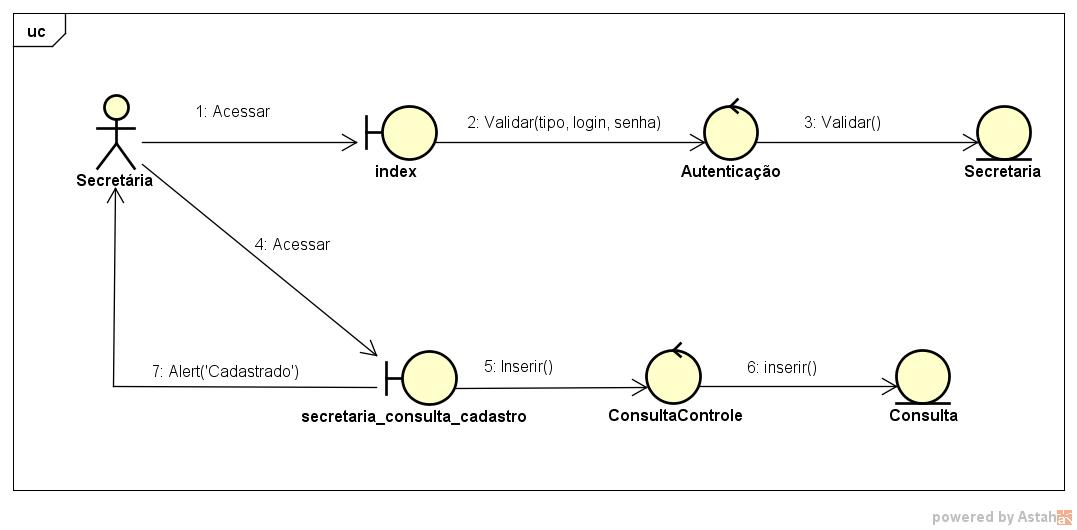 uc
1: Acessar
2: Validar(tipo, login, senha)
3: Validar()
Secretária
index
Autenticação
Secretaria
4: Acessar
7: Alert('Cadastrado')
5: Inserir()
6: inserir()
secretaria_consulta_cadastro
ConsultaControle
Consulta
powered by Astah